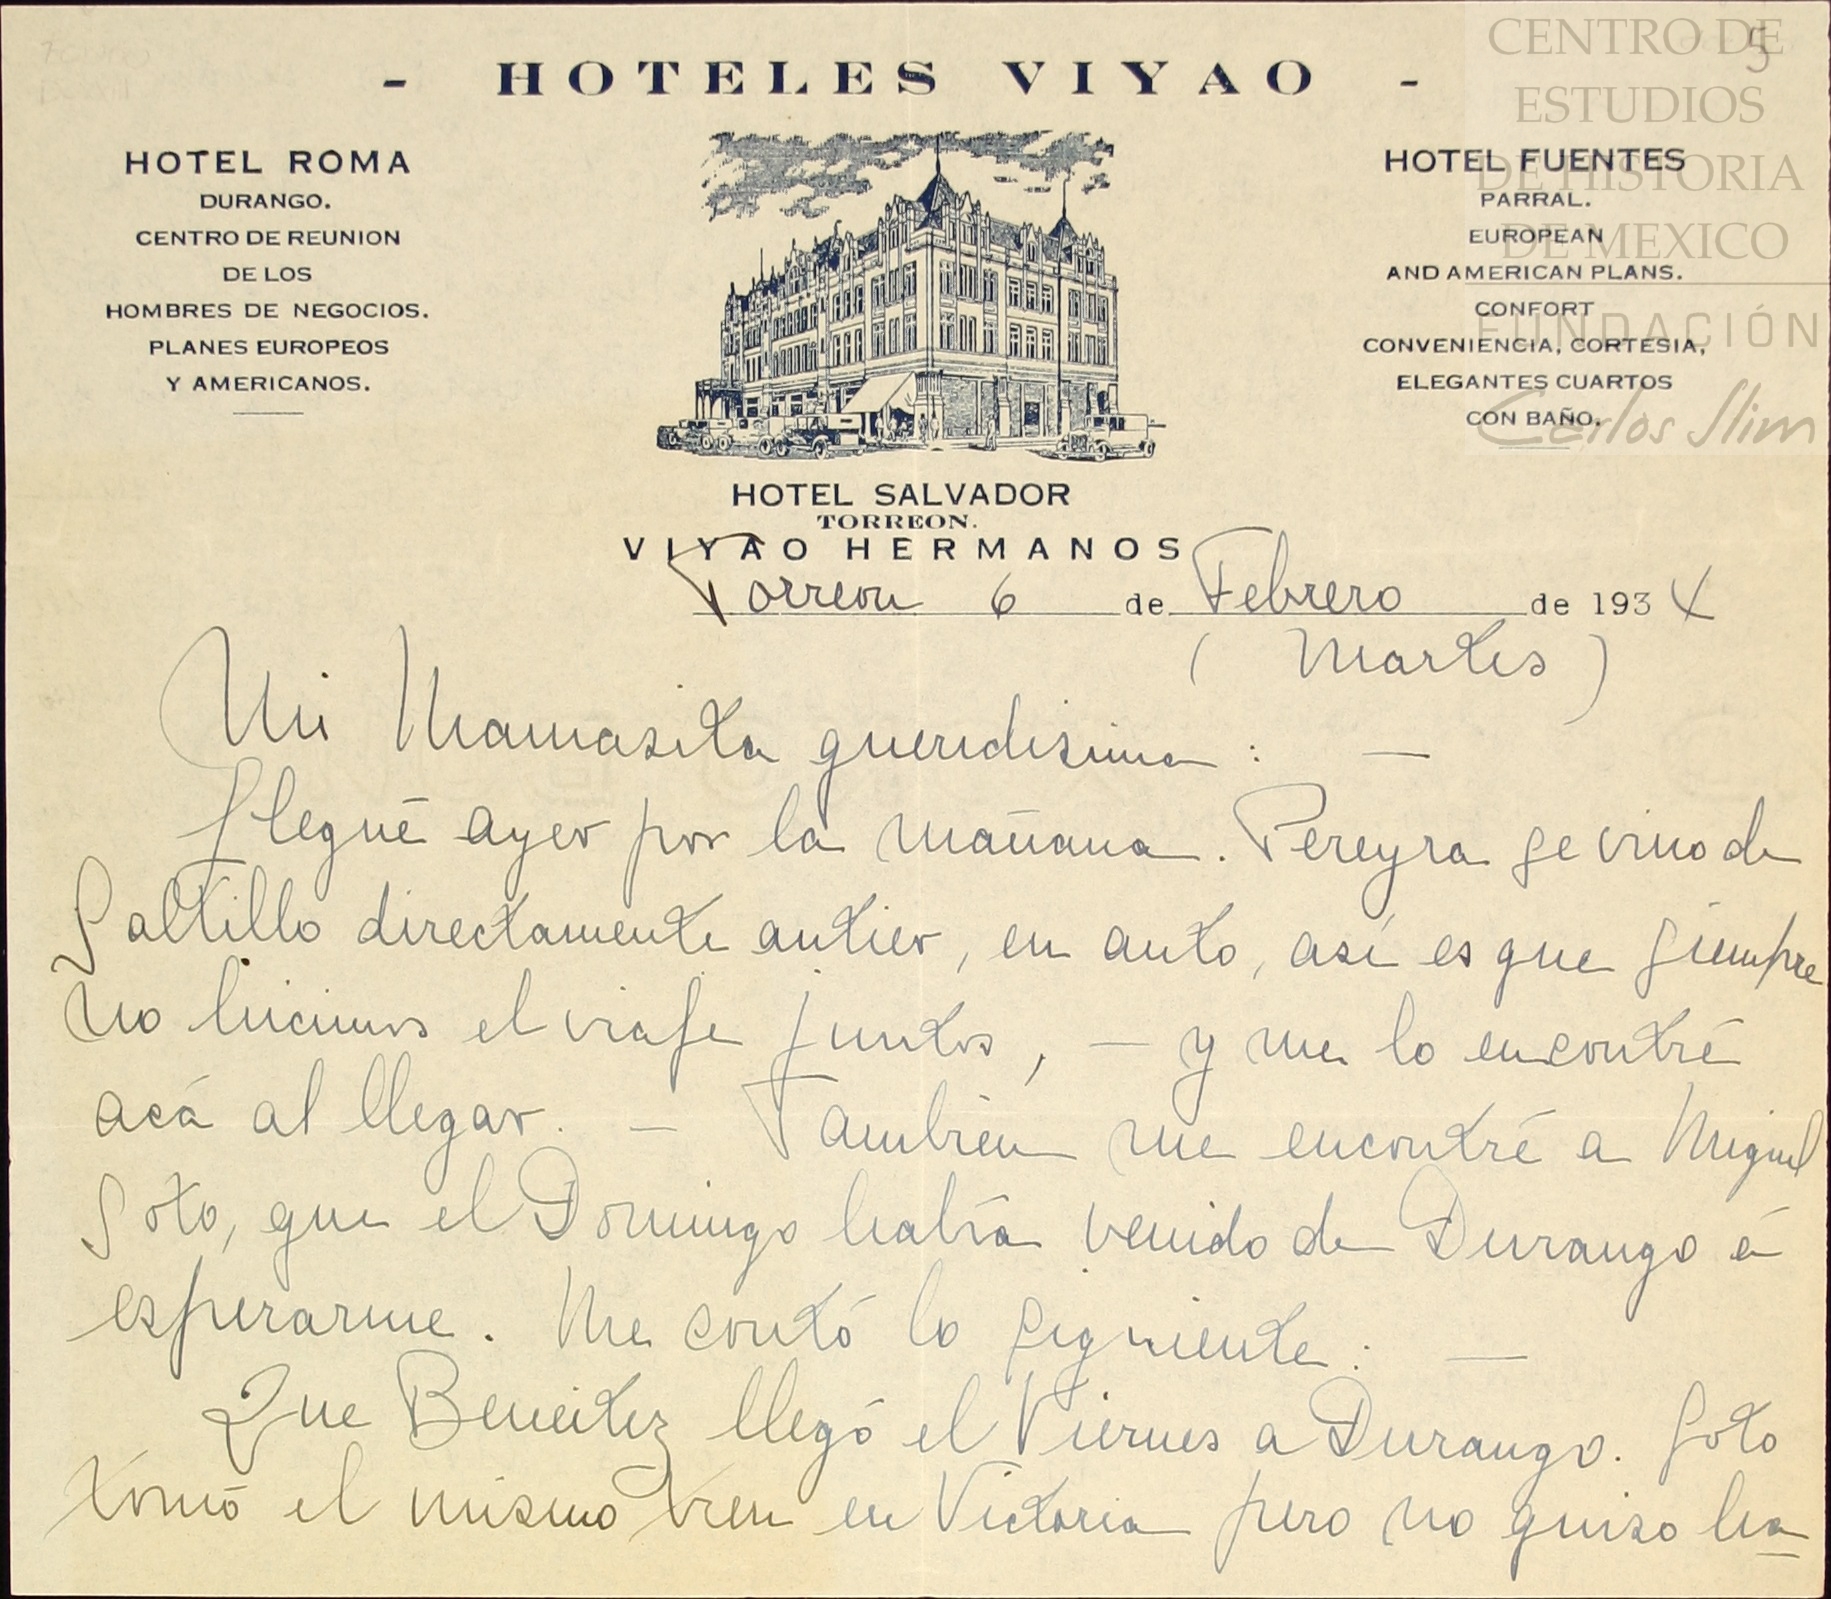 CENTRO DE
ESTUDIOS
DE HISTORIA
DE MEXICO
FUNDACIÓN
Carlos Slim
5
- HOTELES VIYAO -
HOTEL ROMA
DURANGO.
CENTRO DE REUNION
DE LOS
HOMBRES DE NEGOCIOS.
PLANES EUROPEOS
Y AMERICANOS.
HOTEL FUENTES
PARRAL.
EUROPEAN
AND AMERICAN PLANS.
CONFORT
CONVENIENCIA, CORTESIA,
ELEGANTES CUARTOS
CON BAÑO.
HOTEL SALVADOR
TORREON.
VIYAO HERMANOS
Torreon 6 de Febrero de 1934
( Martes )
Mi Mamasita queridisima : —
Llegué ayer por la mañana. Pereyra se vino de
Saltillo directamente antier, en auto, así es que siempre
no hicimos el viaje juntos, — y me lo encontré
acá al llegar. — Tambien me encontré a Miguel
Soto, que el Domingo había venido de Durango á
esperarme. Me contó lo siguiente : —
Que Beneitez llegó el Viernes a Durango. Soto
tomó el mismo tren en Victoria pero no quiso ha